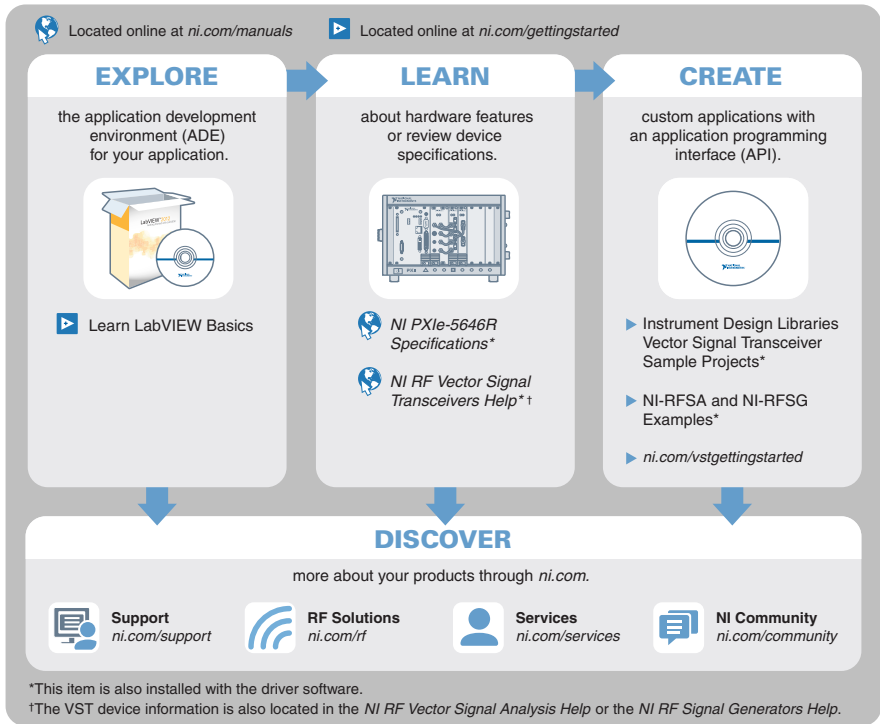 Located online at ni.com/manuals
Located online at ni.com/gettingstarted
EXPLORE
the application development
environment (ADE)
for your application.
LabVIEW
Learn LabVIEW Basics
LEARN
about hardware features
or review device
specifications.
NI PXIe-5646R
Specifications*
NI RF Vector Signal
Transceivers Help* †
CREATE
custom applications with
an application programming
interface (API).
Instrument Design Libraries
Vector Signal Transceiver
Sample Projects*
NI-RFSA and NI-RFSG
Examples*
ni.com/vstgettingstarted
DISCOVER
more about your products through ni.com.
Support
ni.com/support
RF Solutions
ni.com/rf
Services
ni.com/services
NI Community
ni.com/community
*This item is also installed with the driver software.
†The VST device information is also located in the NI RF Vector Signal Analysis Help or the NI RF Signal Generators Help.